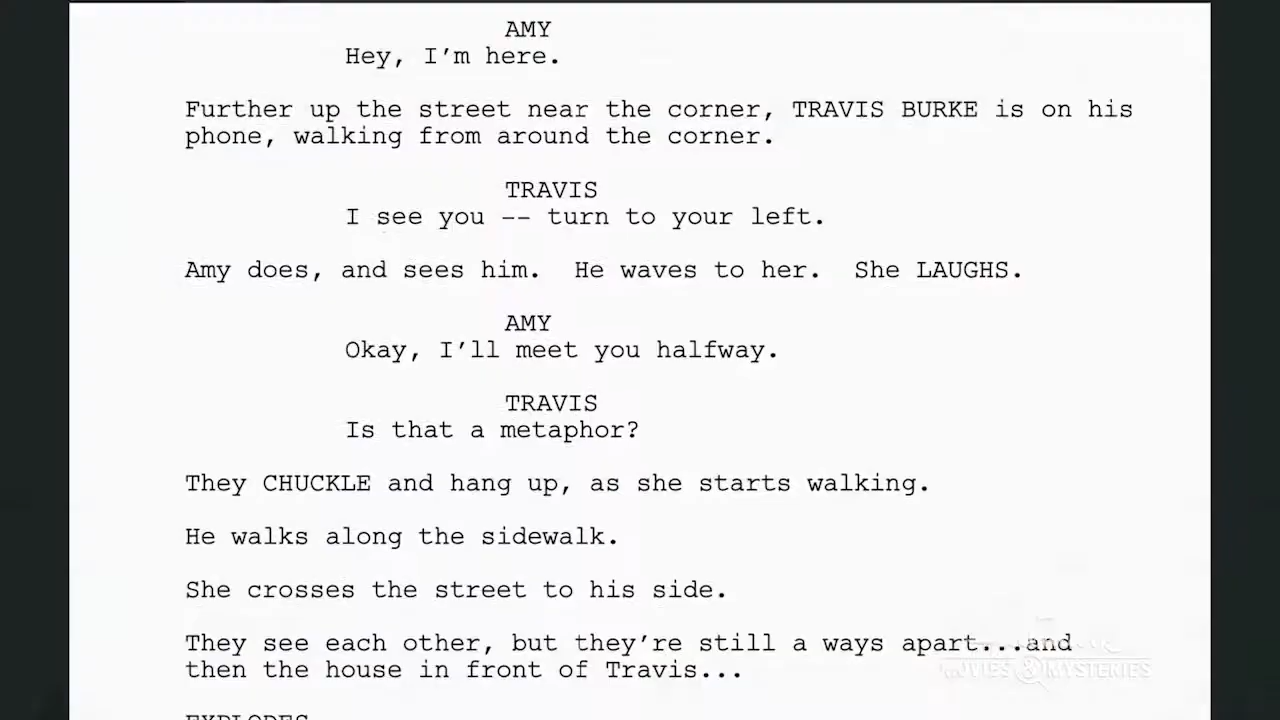 AMY
Hey, I'm here.
Further up the street near the corner, TRAVIS BURKE is on his
phone, walking from around the corner.
TRAVIS
I see you -- turn to your left.
Amy does, and sees him.  He waves to her.  She LAUGHS.
AMY
Okay, I'll meet you halfway.
TRAVIS
Is that a metaphor?
They CHUCKLE and hang up, as she starts walking.
He walks along the sidewalk.
She crosses the street to his side.
They see each other, but they're still a ways apart...and
then the house in front of Travis...
MOVIES & MYSTERIES
EXPLODES